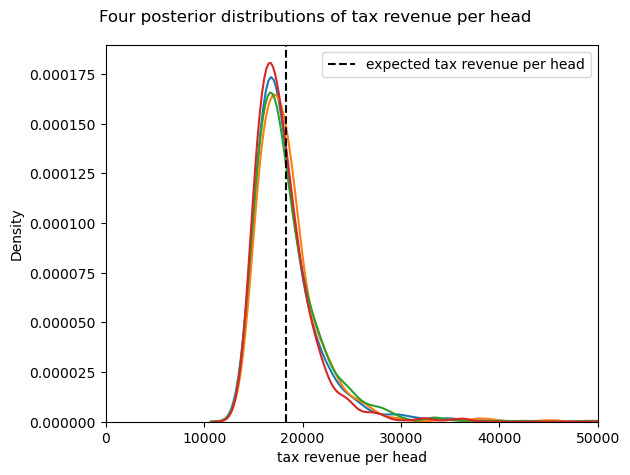 Four posterior distributions of tax revenue per head
expected tax revenue per head
0.000175
0.000150
0.000125
0.000100
0.000075
0.000050
0.000025
0.000000
Density
0 10000 20000 30000 40000 50000
tax revenue per head